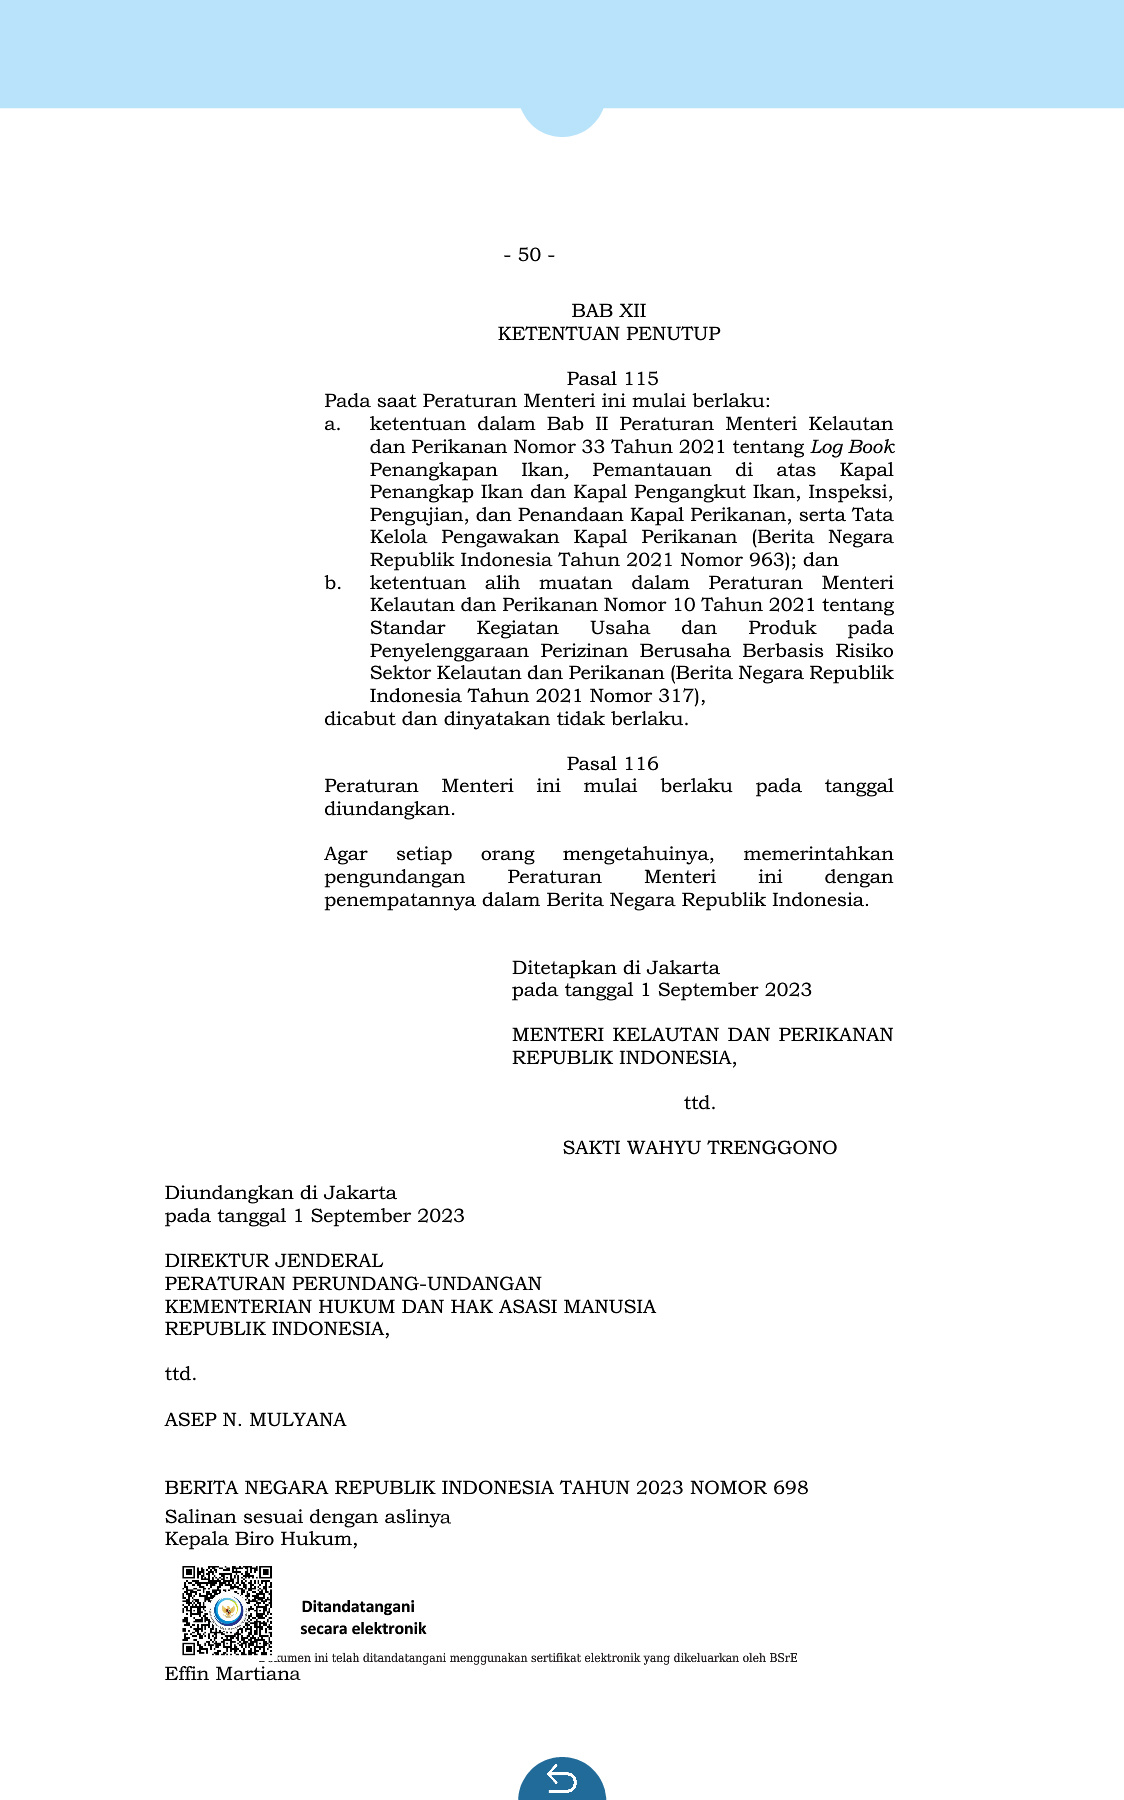 - 50 -
BAB XII
KETENTUAN PENUTUP
Pasal 115
Pada saat Peraturan Menteri ini mulai berlaku:
a. ketentuan dalam Bab II Peraturan Menteri Kelautan
dan Perikanan Nomor 33 Tahun 2021 tentang Log Book
Penangkapan Ikan, Pemantauan di atas Kapal
Penangkap Ikan dan Kapal Pengangkut Ikan, Inspeksi,
Pengujian, dan Penandaan Kapal Perikanan, serta Tata
Kelola Pengawakan Kapal Perikanan (Berita Negara
Republik Indonesia Tahun 2021 Nomor 963); dan
b. ketentuan alih muatan dalam Peraturan Menteri
Kelautan dan Perikanan Nomor 10 Tahun 2021 tentang
Standar Kegiatan Usaha dan Produk pada
Penyelenggaraan Perizinan Berusaha Berbasis Risiko
Sektor Kelautan dan Perikanan (Berita Negara Republik
Indonesia Tahun 2021 Nomor 317),
dicabut dan dinyatakan tidak berlaku.
Pasal 116
Peraturan Menteri ini mulai berlaku pada tanggal
diundangkan.
Agar setiap orang mengetahuinya, memerintahkan
pengundangan Peraturan Menteri ini dengan
penempatannya dalam Berita Negara Republik Indonesia.
Ditetapkan di Jakarta
pada tanggal 1 September 2023
MENTERI KELAUTAN DAN PERIKANAN
REPUBLIK INDONESIA,
ttd.
SAKTI WAHYU TRENGGONO
Diundangkan di Jakarta
pada tanggal 1 September 2023
DIREKTUR JENDERAL
PERATURAN PERUNDANG-UNDANGAN
KEMENTERIAN HUKUM DAN HAK ASASI MANUSIA
REPUBLIK INDONESIA,
ttd.
ASEP N. MULYANA
BERITA NEGARA REPUBLIK INDONESIA TAHUN 2023 NOMOR 698
Salinan sesuai dengan aslinya
Kepala Biro Hukum,
Ditandatangani
secara elektronik
ini telah ditandatangani menggunakan sertifikat elektronik yang dikeluarkan oleh BSrE
Effin Martiana